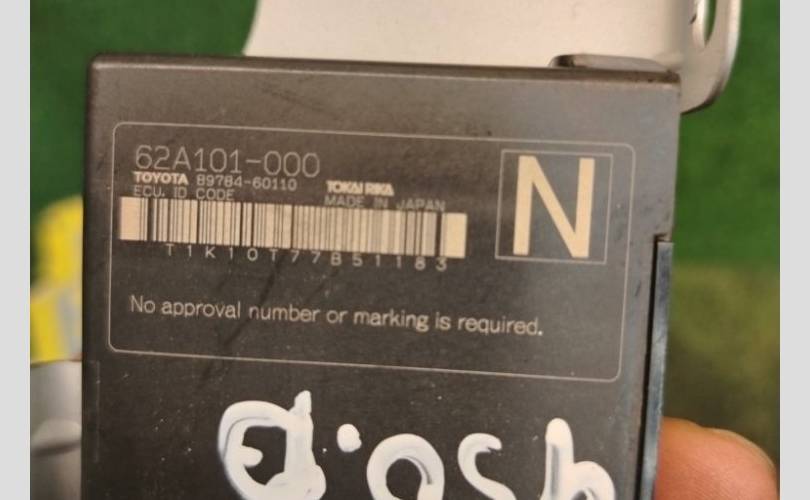 62A101-000
TOYOTA 89784-60110 TOKAI RIKA
ECU. ID CODE MADE IN JAPAN
N
T1K10T77B51183
No approval number or marking is required.